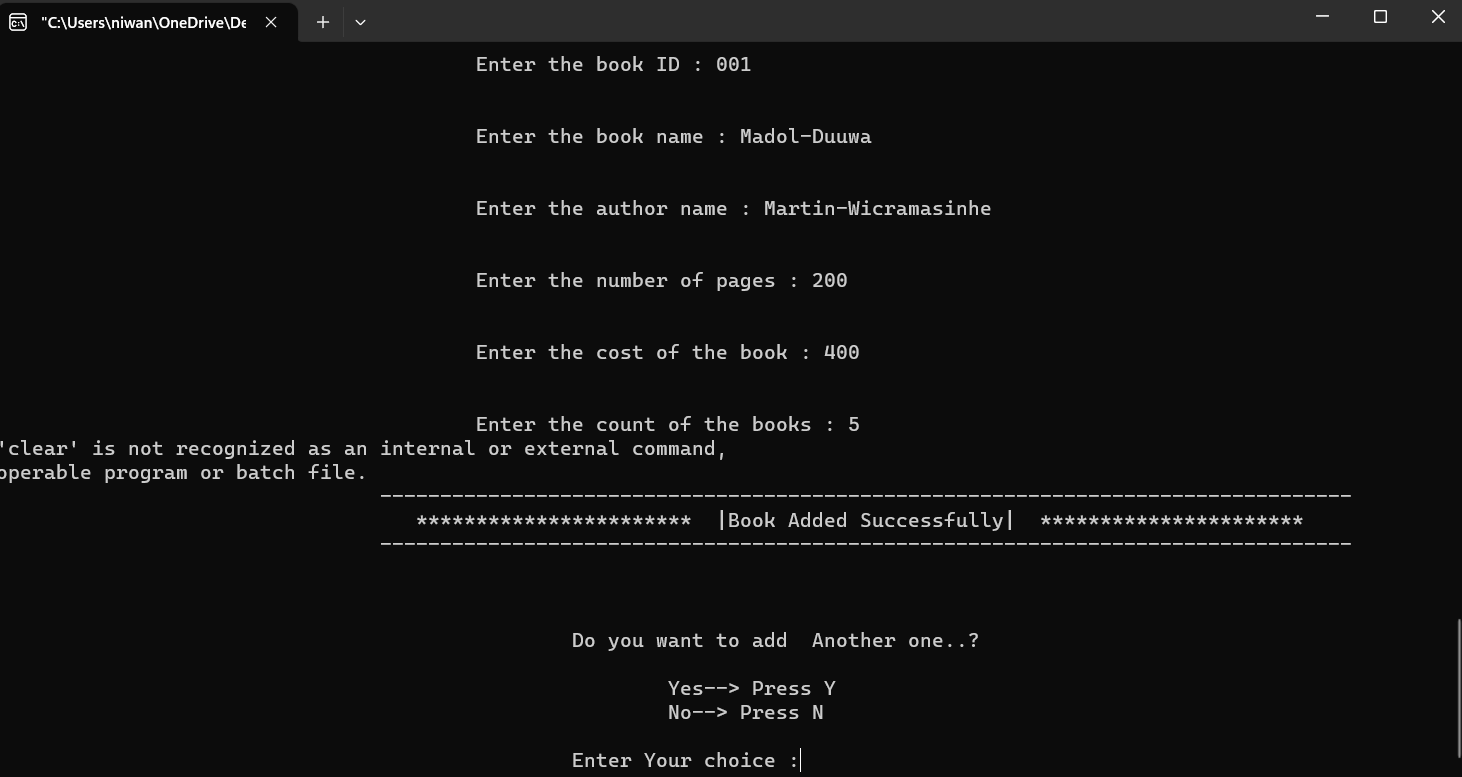 "C:\Users\niwan\OneDrive\De
Enter the book ID : 001
Enter the book name : Madol-Duuwa
Enter the author name : Martin-Wicramasinhe
Enter the number of pages : 200
Enter the cost of the book : 400
Enter the count of the books : 5
'clear' is not recognized as an internal or external command,
operable program or batch file.
---------------------------------------------------------------------------------
*********************** |Book Added Successfully| **********************
---------------------------------------------------------------------------------
Do you want to add  Another one..?
Yes--> Press Y
No--> Press N
Enter Your choice :